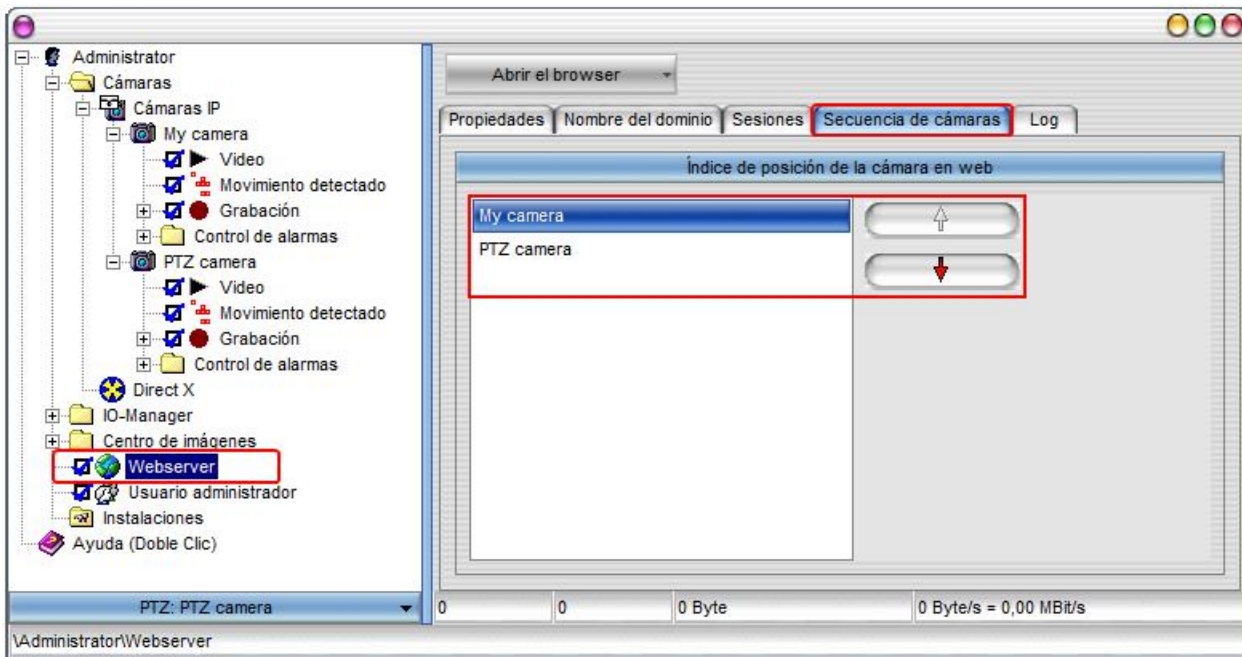 Administrator
Cámaras
Cámaras IP
My camera
Video
Movimiento detectado
Grabación
Control de alarmas
PTZ camera
Video
Movimiento detectado
Grabación
Control de alarmas
Direct X
IO-Manager
Centro de imágenes
Webserver
Usuario administrador
Instalaciones
Ayuda (Doble Clic)
PTZ: PTZ camera
Abrir el browser
Propiedades Nombre del dominio Sesiones Secuencia de cámaras Log
Índice de posición de la cámara en web
My camera
PTZ camera
0 0 0 Byte 0 Byte/s = 0,00 MBit/s
\Administrator\Webserver